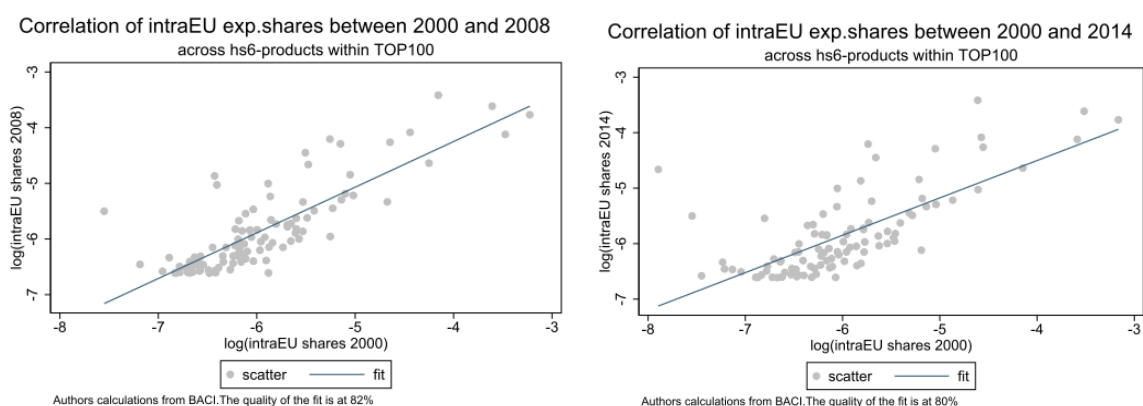 Correlation of intraEU exp.shares between 2000 and 2008
across hs6-products within TOP100
log(intraEU shares 2008)
-3
-4
-5
-6
-7
-8 -7 -6 -5 -4 -3
log(intraEU shares 2000)
scatter fit
Authors calculations from BACI.The quality of the fit is at 82%
Correlation of intraEU exp.shares between 2000 and 2014
across hs6-products within TOP100
log(intraEU shares 2014)
-3
-4
-5
-6
-7
-8 -7 -6 -5 -4 -3
log(intraEU shares 2000)
scatter fit
Authors calculations from BACI.The quality of the fit is at 80%